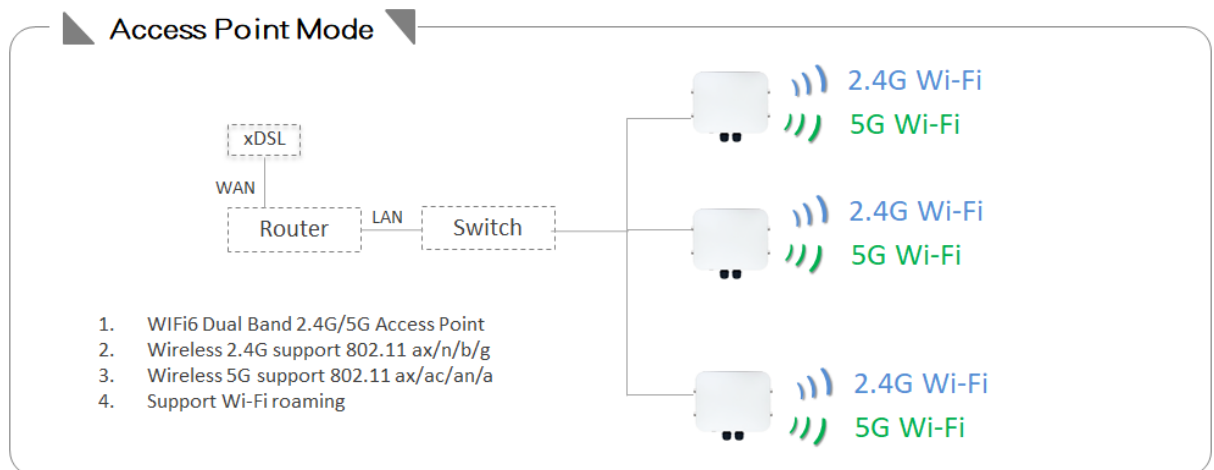 Access Point Mode
2.4G Wi-Fi
5G Wi-Fi
xDSL
WAN
Router
LAN
Switch
2.4G Wi-Fi
5G Wi-Fi
1. WIFi6 Dual Band 2.4G/5G Access Point
2. Wireless 2.4G support 802.11 ax/n/b/g
3. Wireless 5G support 802.11 ax/ac/an/a
4. Support Wi-Fi roaming
2.4G Wi-Fi
5G Wi-Fi